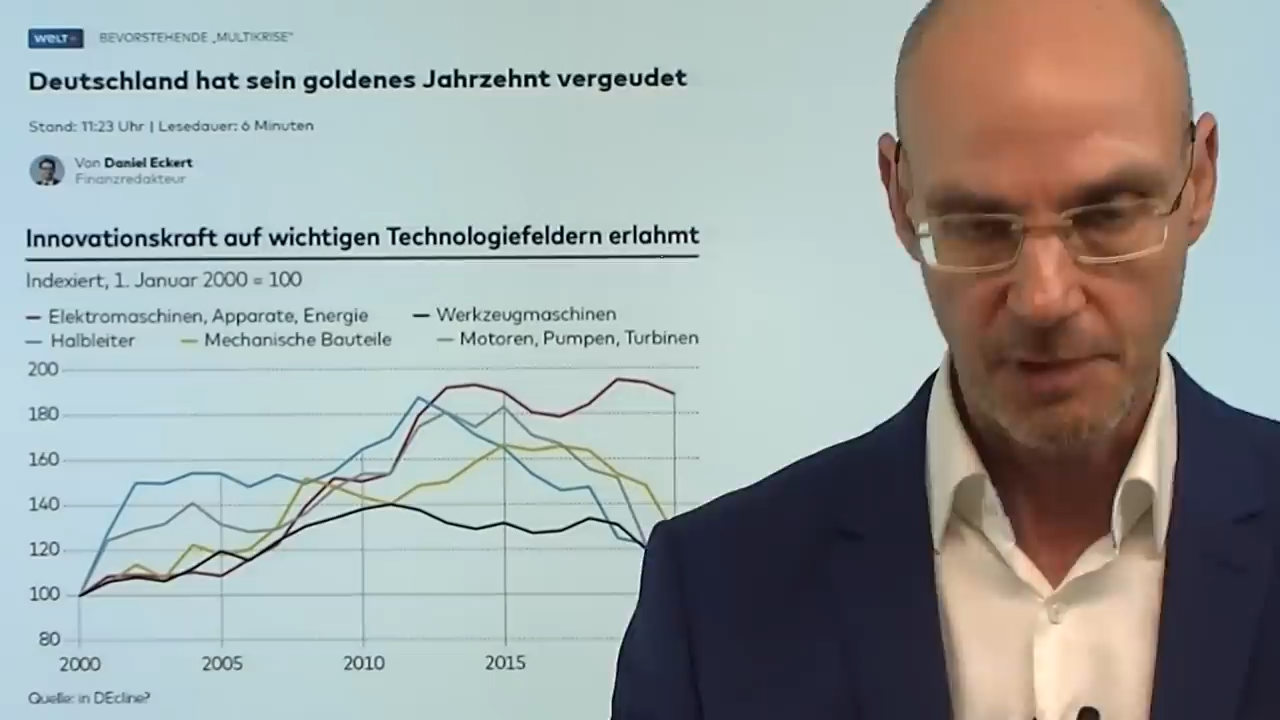 WELT
BEVORSTEHENDE „MULTIKRISE“
Deutschland hat sein goldenes Jahrzehnt vergeudet
Stand: 11:23 Uhr | Lesedauer: 6 Minuten
Von Daniel Eckert
Finanzredakteur
Innovationskraft auf wichtigen Technologiefeldern erlahmt
Indexiert, 1. Januar 2000 = 100
Elektromaschinen, Apparate, Energie
Werkzeugmaschinen
Halbleiter
Mechanische Bauteile
Motoren, Pumpen, Turbinen
200
180
160
140
120
100
80
2000
2005
2010
2015
Quelle: in DEcline?